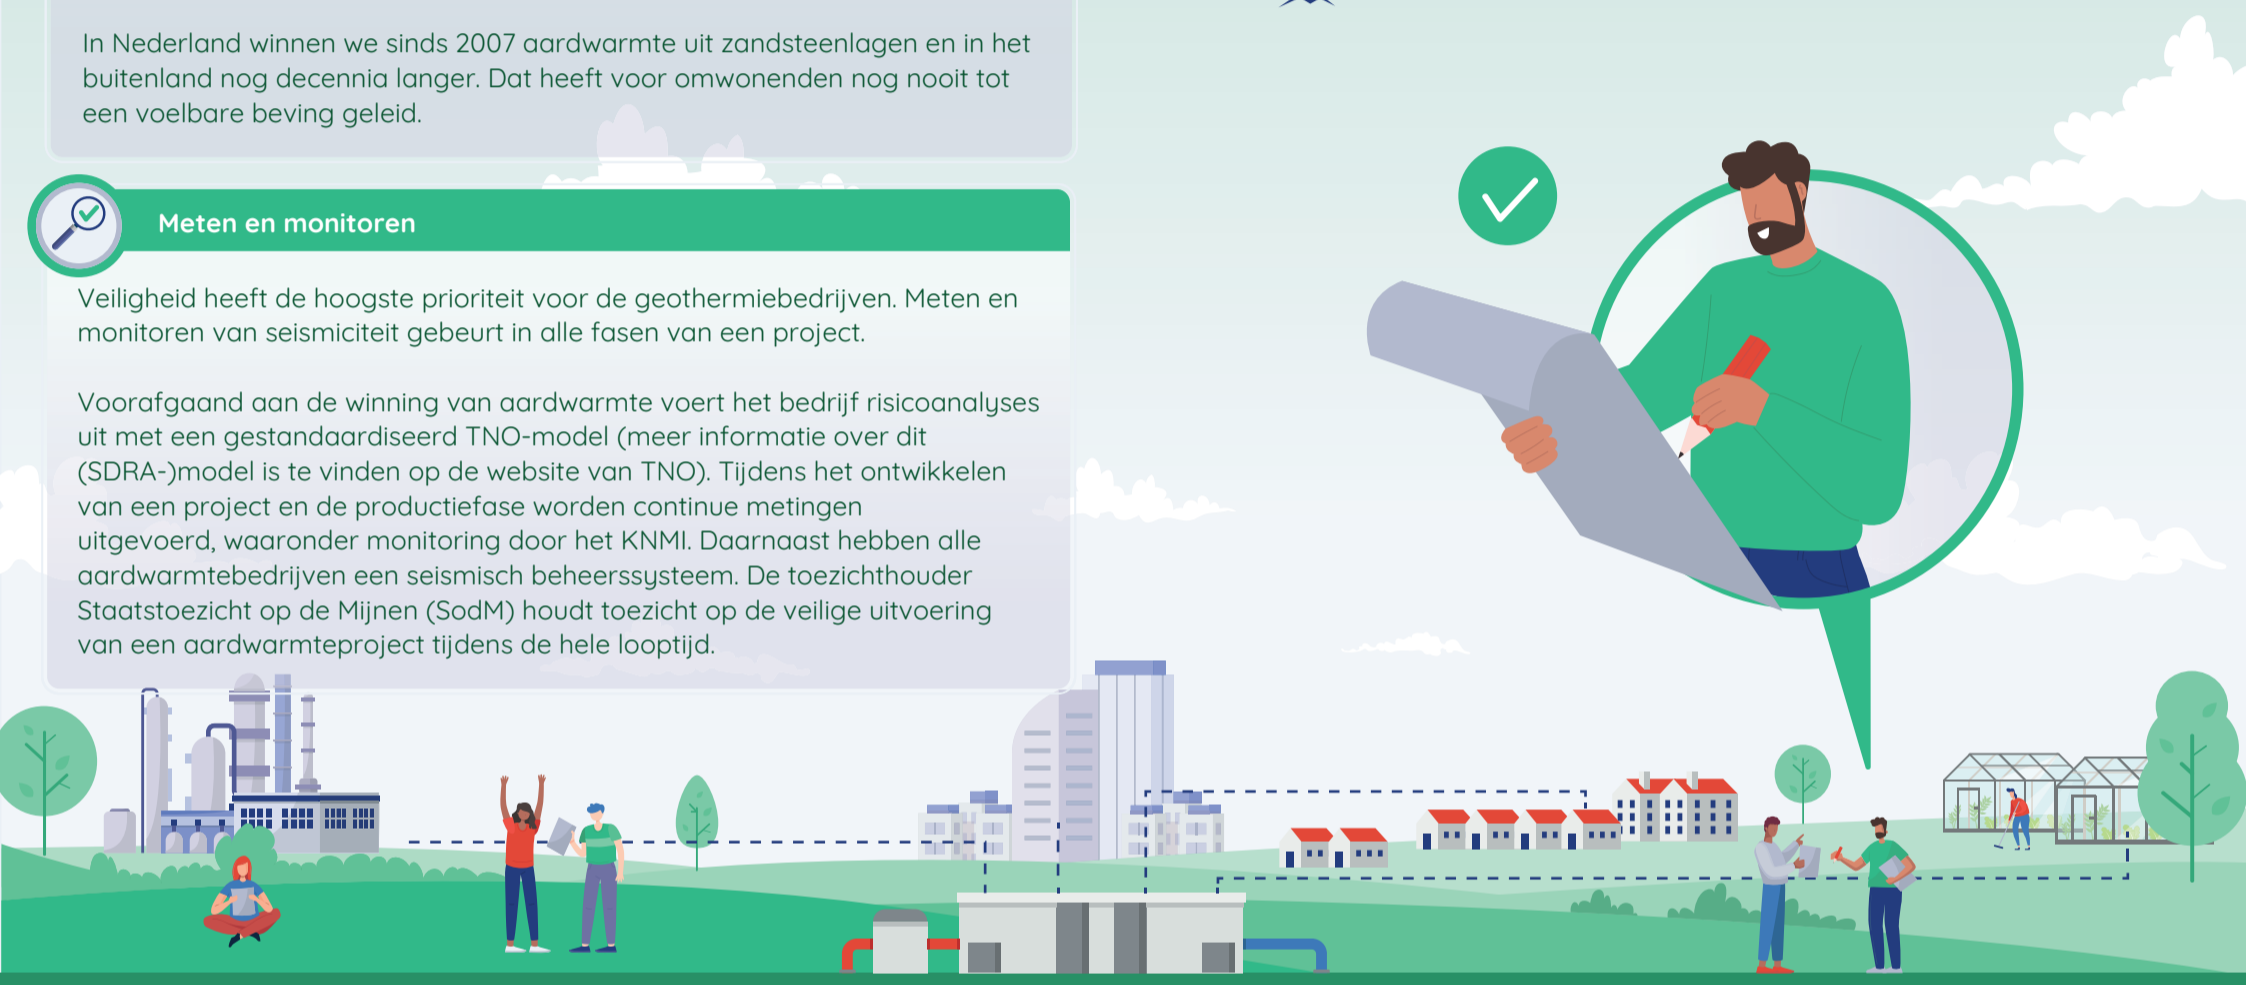 In Nederland winnen we sinds 2007 aardwarmte uit zandsteenlagen en in het
buitenland nog decennia langer. Dat heeft voor omwonenden nog nooit tot
een voelbare beving geleid.
Meten en monitoren
Veiligheid heeft de hoogste prioriteit voor de geothermiebedrijven. Meten en
monitoren van seismiciteit gebeurt in alle fasen van een project.
Voorafgaand aan de winning van aardwarmte voert het bedrijf risicoanalyses
uit met een gestandaardiseerd TNO-model (meer informatie over dit
(SDRA-)model is te vinden op de website van TNO). Tijdens het ontwikkelen
van een project en de productiefase worden continue metingen
uitgevoerd, waaronder monitoring door het KNMI. Daarnaast hebben alle
aardwarmtebedrijven een seismisch beheerssysteem. De toezichthouder
Staatstoezicht op de Mijnen (SodM) houdt toezicht op de veilige uitvoering
van een aardwarmteproject tijdens de hele looptijd.